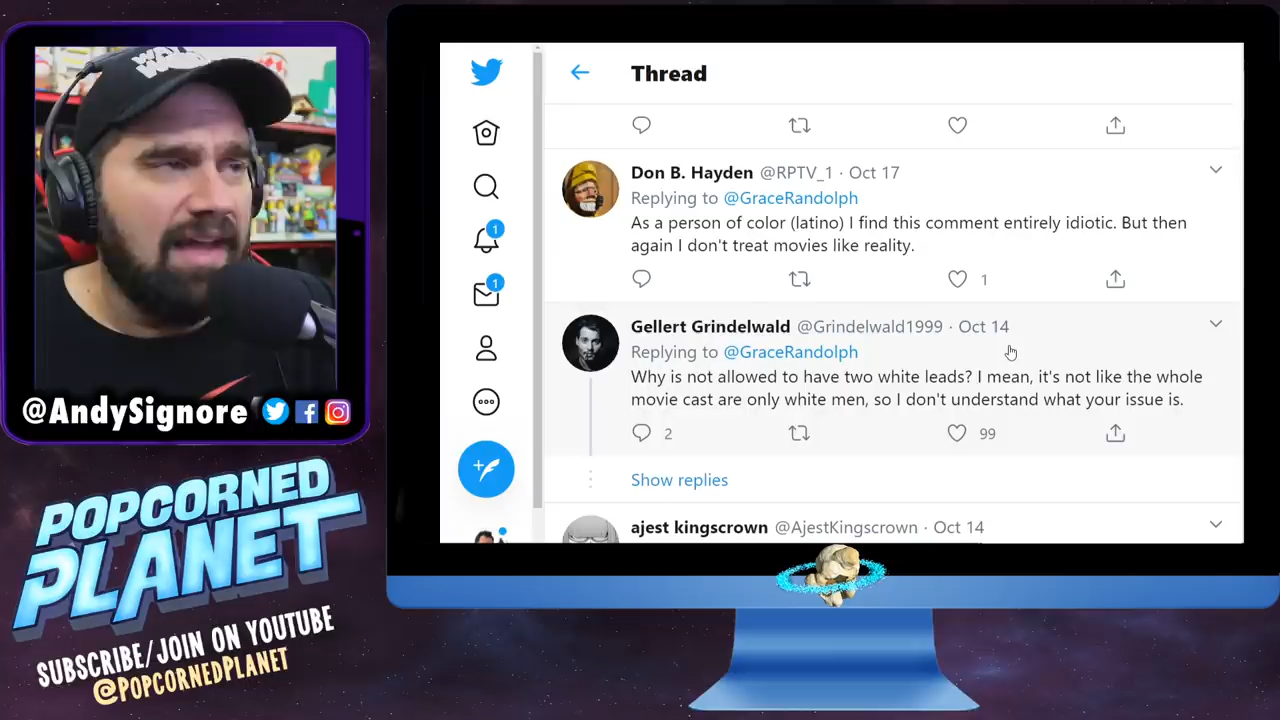 @AndySignore
POPCORNED
PLANET
SUBSCRIBE/JOIN ON YOUTUBE
@POPCORNEDPLANET
Thread
Don B. Hayden @RPTV_1 · Oct 17
Replying to @GraceRandolph
As a person of color (latino) I find this comment entirely idiotic. But then
again I don't treat movies like reality.
1
1
1
Gellert Grindelwald @Grindelwald1999 · Oct 14
Replying to @GraceRandolph
Why is not allowed to have two white leads? I mean, it's not like the whole
movie cast are only white men, so I don't understand what your issue is.
2 99
Show replies
ajest kingscrown @AjestKingscrown · Oct 14